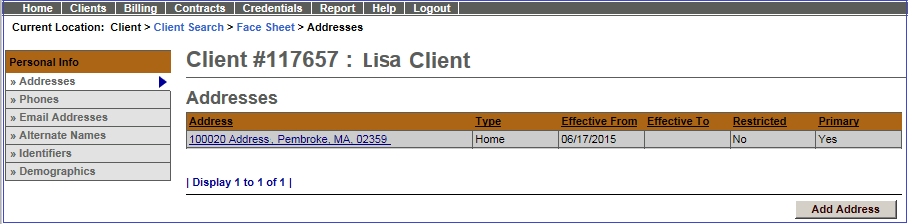 Home Clients Billing Contracts Credentials Report Help Logout
Current Location: Client > Client Search > Face Sheet > Addresses
Personal Info
» Addresses
» Phones
» Email Addresses
» Alternate Names
» Identifiers
» Demographics
Client #117657 : Lisa Client
Addresses
Address Type Effective From Effective To Restricted Primary
100020 Address, Pembroke, MA, 02359 Home 06/17/2015 No Yes
| Display 1 to 1 of 1 |
Add Address